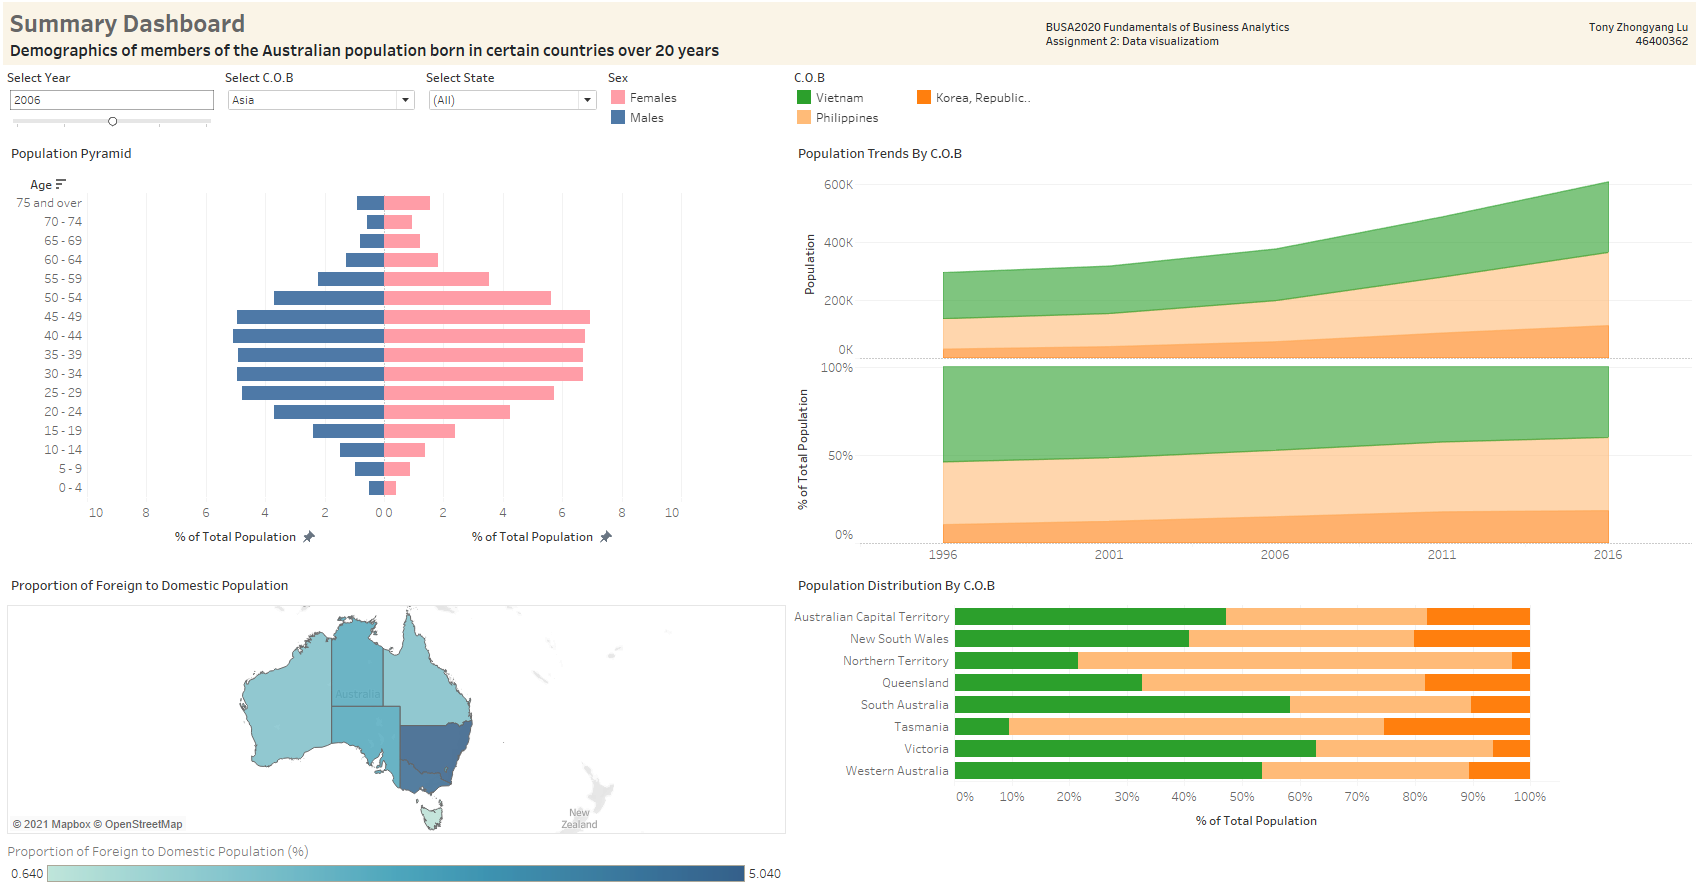 Summary Dashboard
Demographics of members of the Australian population born in certain countries over 20 years
BUSA2020 Fundamentals of Business Analytics
Assignment 2: Data visualizatiom
Tony Zhongyang Lu
46400362
Select Year
2006
Select C.O.B
Asia
Select State
(All)
Sex
Females
Males
C.O.B
Vietnam
Korea, Republic..
Philippines
Population Pyramid
Age
75 and over
70 - 74
65 - 69
60 - 64
55 - 59
50 - 54
45 - 49
40 - 44
35 - 39
30 - 34
25 - 29
20 - 24
15 - 19
10 - 14
5 - 9
0 - 4
10 8 6 4 2 0 0 2 4 6 8 10
% of Total Population
% of Total Population
Population Trends By C.O.B
Population
600K
400K
200K
0K
% of Total Population
100%
50%
0%
1996 2001 2006 2011 2016
Proportion of Foreign to Domestic Population
Australia
New
Zealand
© 2021 Mapbox © OpenStreetMap
Proportion of Foreign to Domestic Population (%)
0.640 5.040
Population Distribution By C.O.B
Australian Capital Territory
New South Wales
Northern Territory
Queensland
South Australia
Tasmania
Victoria
Western Australia
0% 10% 20% 30% 40% 50% 60% 70% 80% 90% 100%
% of Total Population